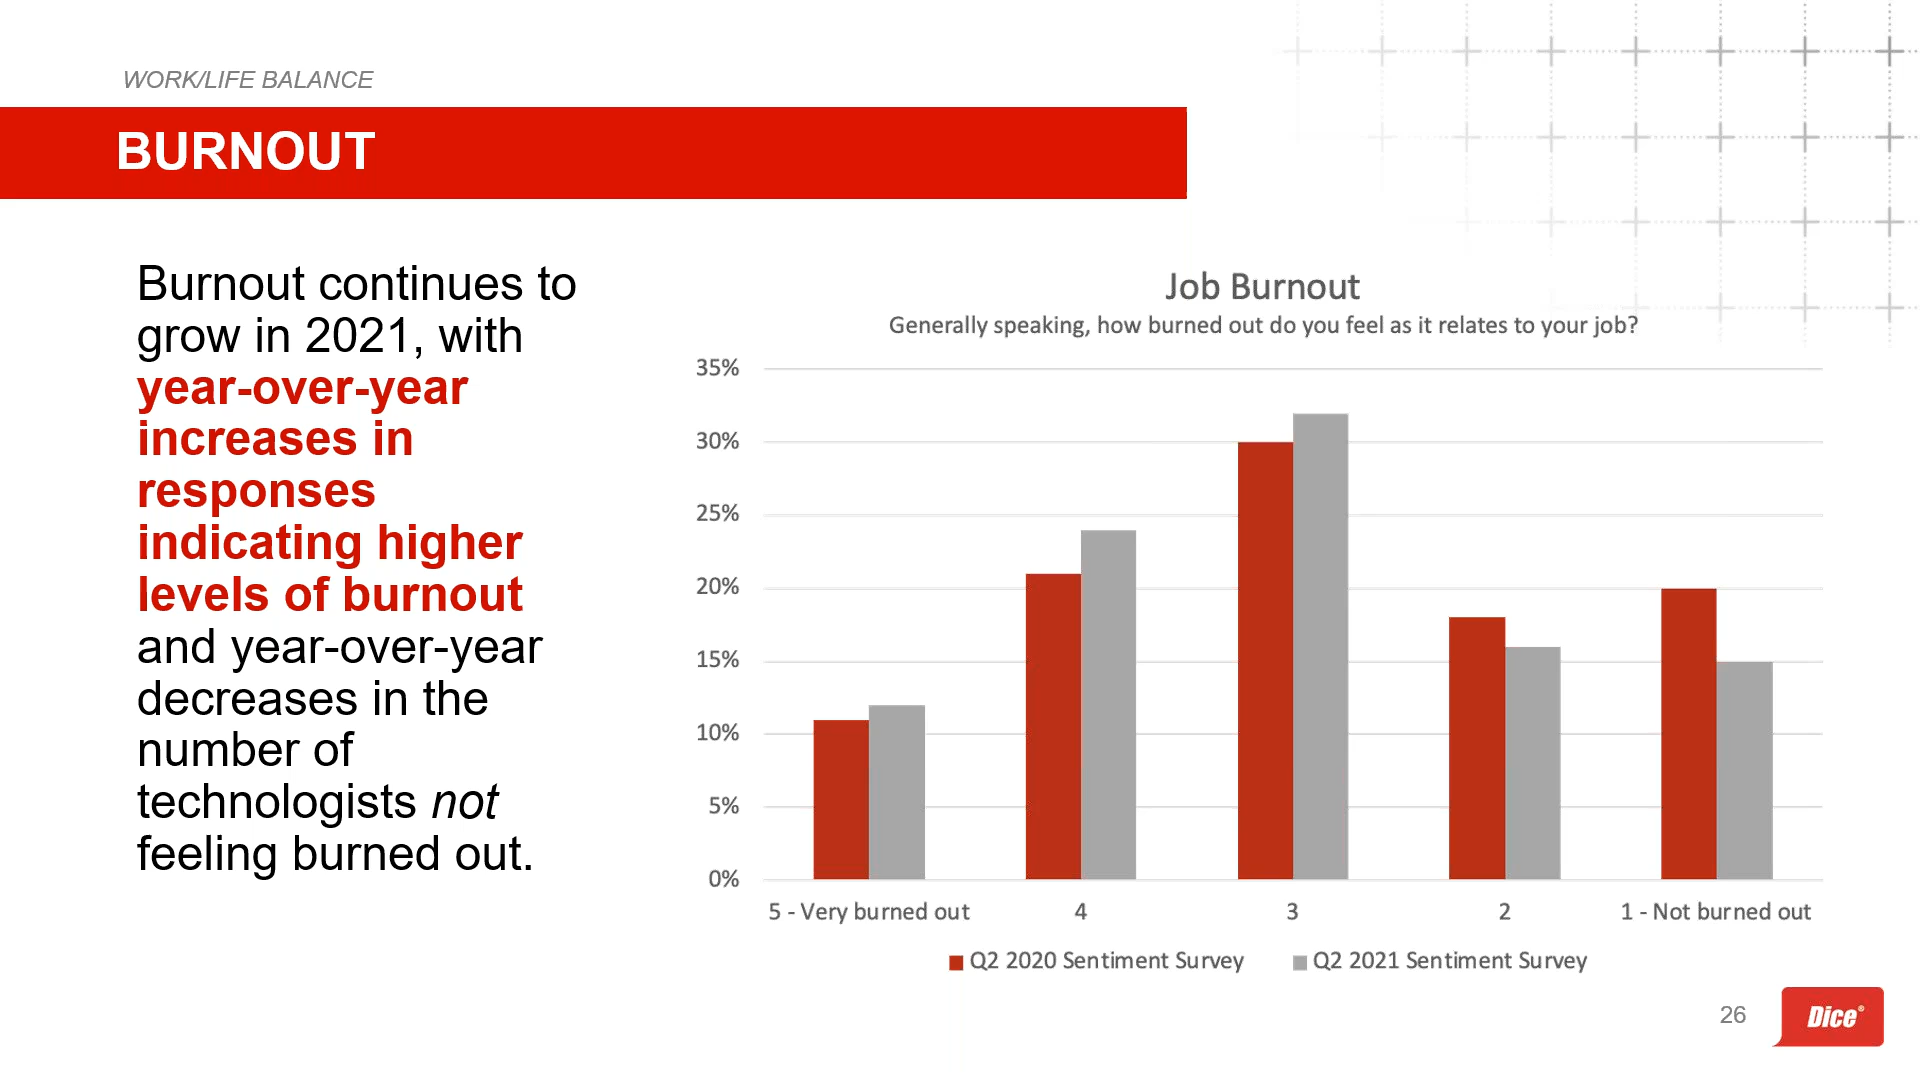 WORK/LIFE BALANCE
BURNOUT
Burnout continues to
grow in 2021, with
year-over-year
increases in
responses
indicating higher
levels of burnout
and year-over-year
decreases in the
number of
technologists not
feeling burned out.
Job Burnout
Generally speaking, how burned out do you feel as it relates to your job?
35%
30%
25%
20%
15%
10%
5%
0%
5 - Very burned out 4 3 2 1 - Not burned out
Q2 2020 Sentiment Survey Q2 2021 Sentiment Survey
26
Dice®